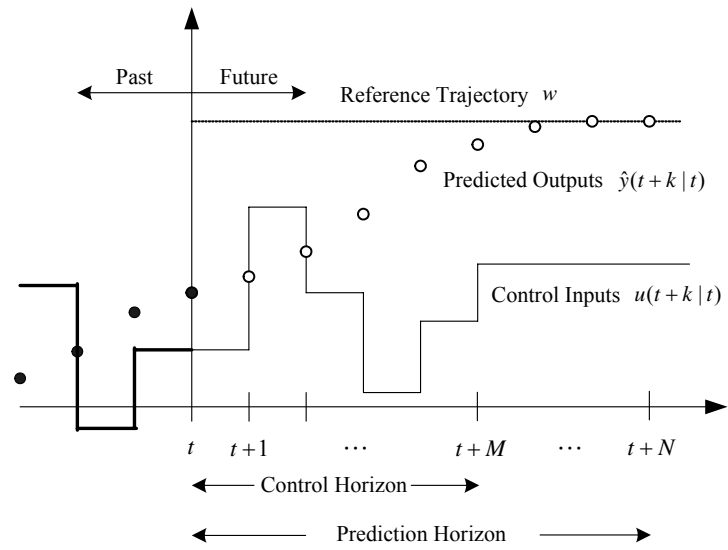 Past Future
Reference Trajectory w
Predicted Outputs ŷ(t+k|t)
Control Inputs u(t+k|t)
t t+1 ⋯ t+M ⋯ t+N
Control Horizon
Prediction Horizon